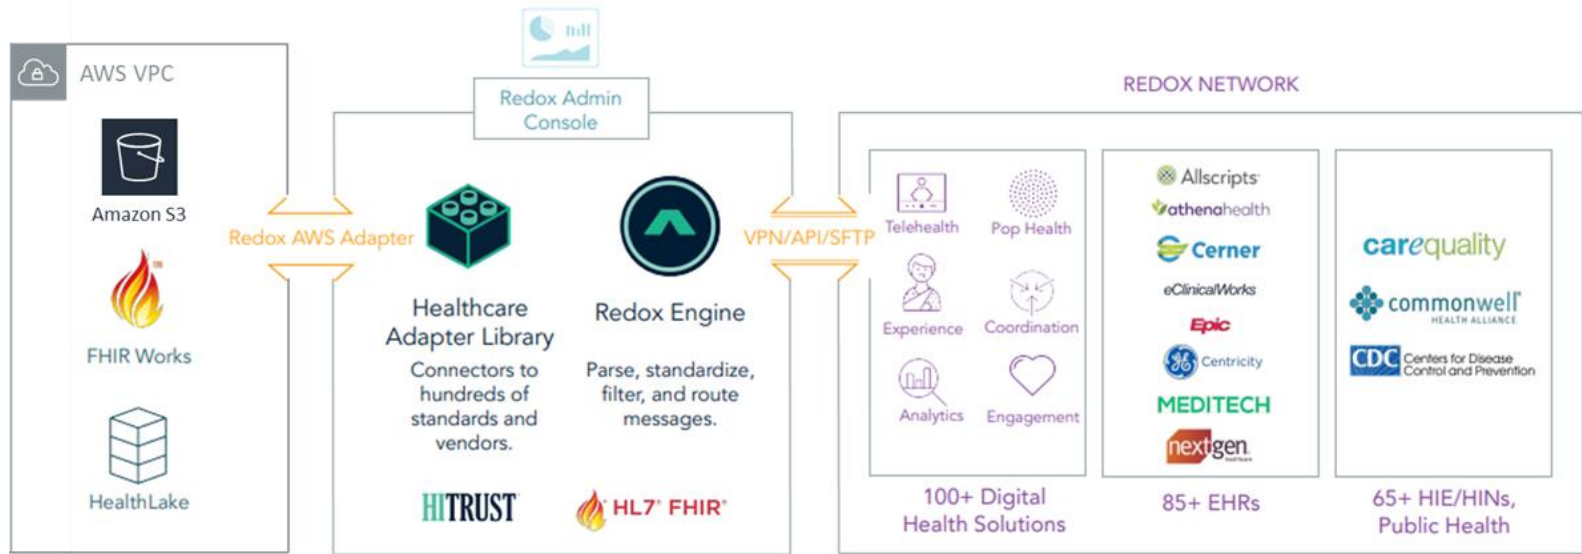 AWS VPC
Amazon S3
FHIR Works
HealthLake
Redox AWS Adapter
Redox Admin
Console
Healthcare
Adapter Library
Connectors to
hundreds of
standards and
vendors.
HITRUST
Redox Engine
Parse, standardize,
filter, and route
messages.
HL7® FHIR®
VPN/API/SFTP
REDOX NETWORK
Telehealth
Pop Health
Experience
Coordination
Analytics
Engagement
100+ Digital
Health Solutions
Allscripts
athenahealth
Cerner
eClinicalWorks
Epic
GE Centricity
MEDITECH
nextgen
healthcare
85+ EHRs
carequality
commonwell®
HEALTH ALLIANCE
CDC Centers for Disease
Control and Prevention
65+ HIE/HINs,
Public Health